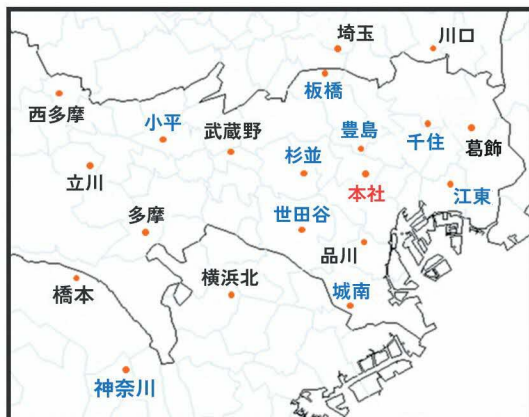 埼玉
川口
板橋
西多摩
小平
武蔵野
豊島
千住
葛飾
杉並
立川
本社
江東
世田谷
多摩
品川
横浜北
橋本
城南
神奈川